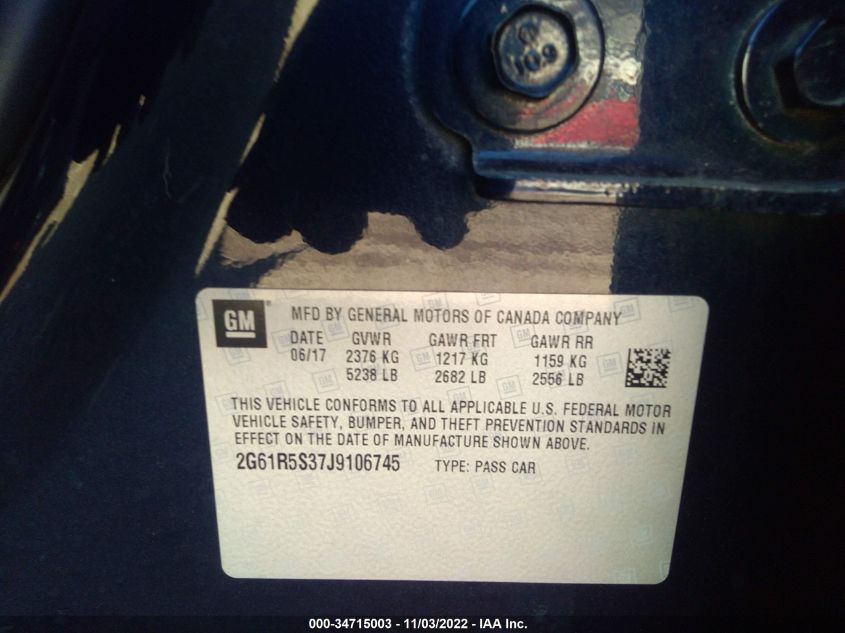 10.9
GM
MFD BY GENERAL MOTORS OF CANADA COMPANY
DATE GVWR GAWR FRT GAWR RR
06/17 2376 KG 1217 KG 1159 KG
5238 LB 2682 LB 2556 LB
THIS VEHICLE CONFORMS TO ALL APPLICABLE U.S. FEDERAL MOTOR
VEHICLE SAFETY, BUMPER, AND THEFT PREVENTION STANDARDS IN
EFFECT ON THE DATE OF MANUFACTURE SHOWN ABOVE.
2G61R5S37J9106745 TYPE: PASS CAR
000-34715003 - 11/03/2022 - IAA Inc.